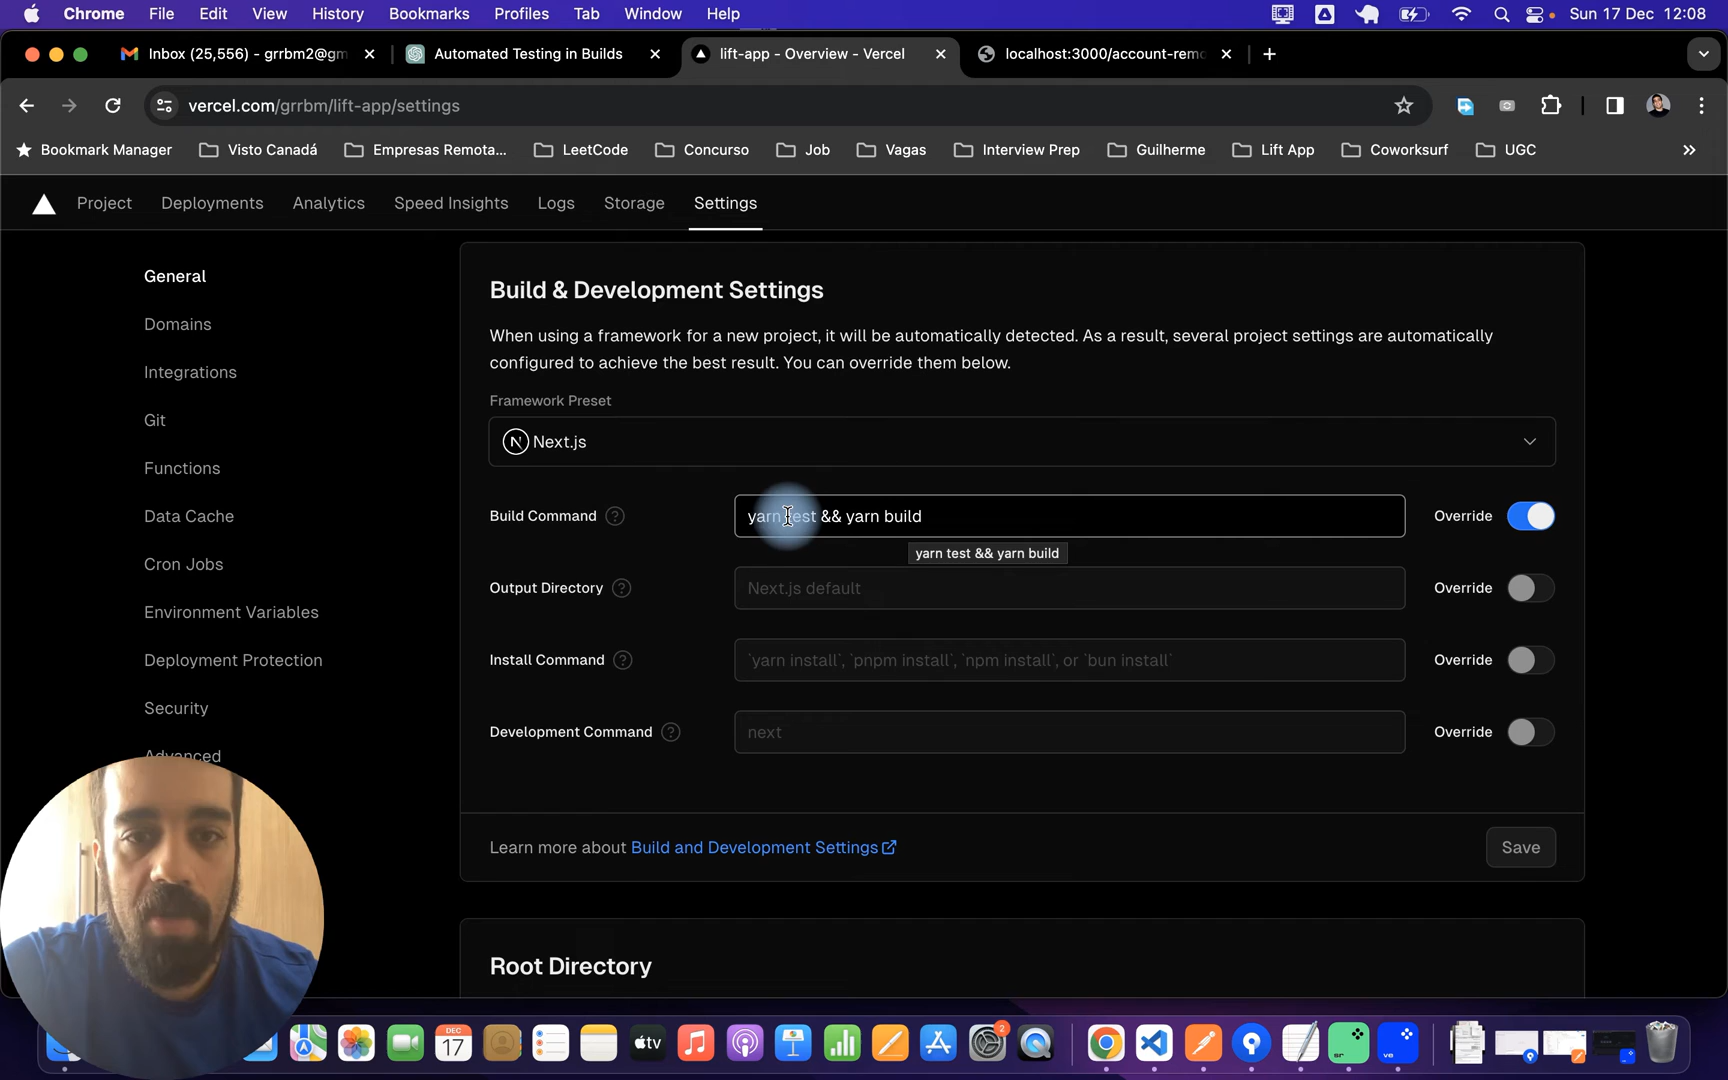 Chrome File Edit View History Bookmarks Profiles Tab Window Help Sun 17 Dec 12:08
Inbox (25,556) - grrbm2@gm Automated Testing in Builds lift-app - Overview - Vercel localhost:3000/account-remo
vercel.com/grrbm/lift-app/settings
Bookmark Manager Visto Canadá Empresas Remota... LeetCode Concurso Job Vagas Interview Prep Guilherme Lift App Coworksurf UGC
Project Deployments Analytics Speed Insights Logs Storage Settings
General
Domains
Integrations
Git
Functions
Data Cache
Cron Jobs
Environment Variables
Deployment Protection
Security
Advanced
Build & Development Settings
When using a framework for a new project, it will be automatically detected. As a result, several project settings are automatically
configured to achieve the best result. You can override them below.
Framework Preset
Next.js
Build Command yarn test && yarn build Override
yarn test && yarn build
Output Directory Next.js default Override
Install Command `yarn install`, `pnpm install`, `npm install`, or `bun install` Override
Development Command next Override
Learn more about Build and Development Settings Save
Root Directory
DEC
17
tv
2
sr
ve